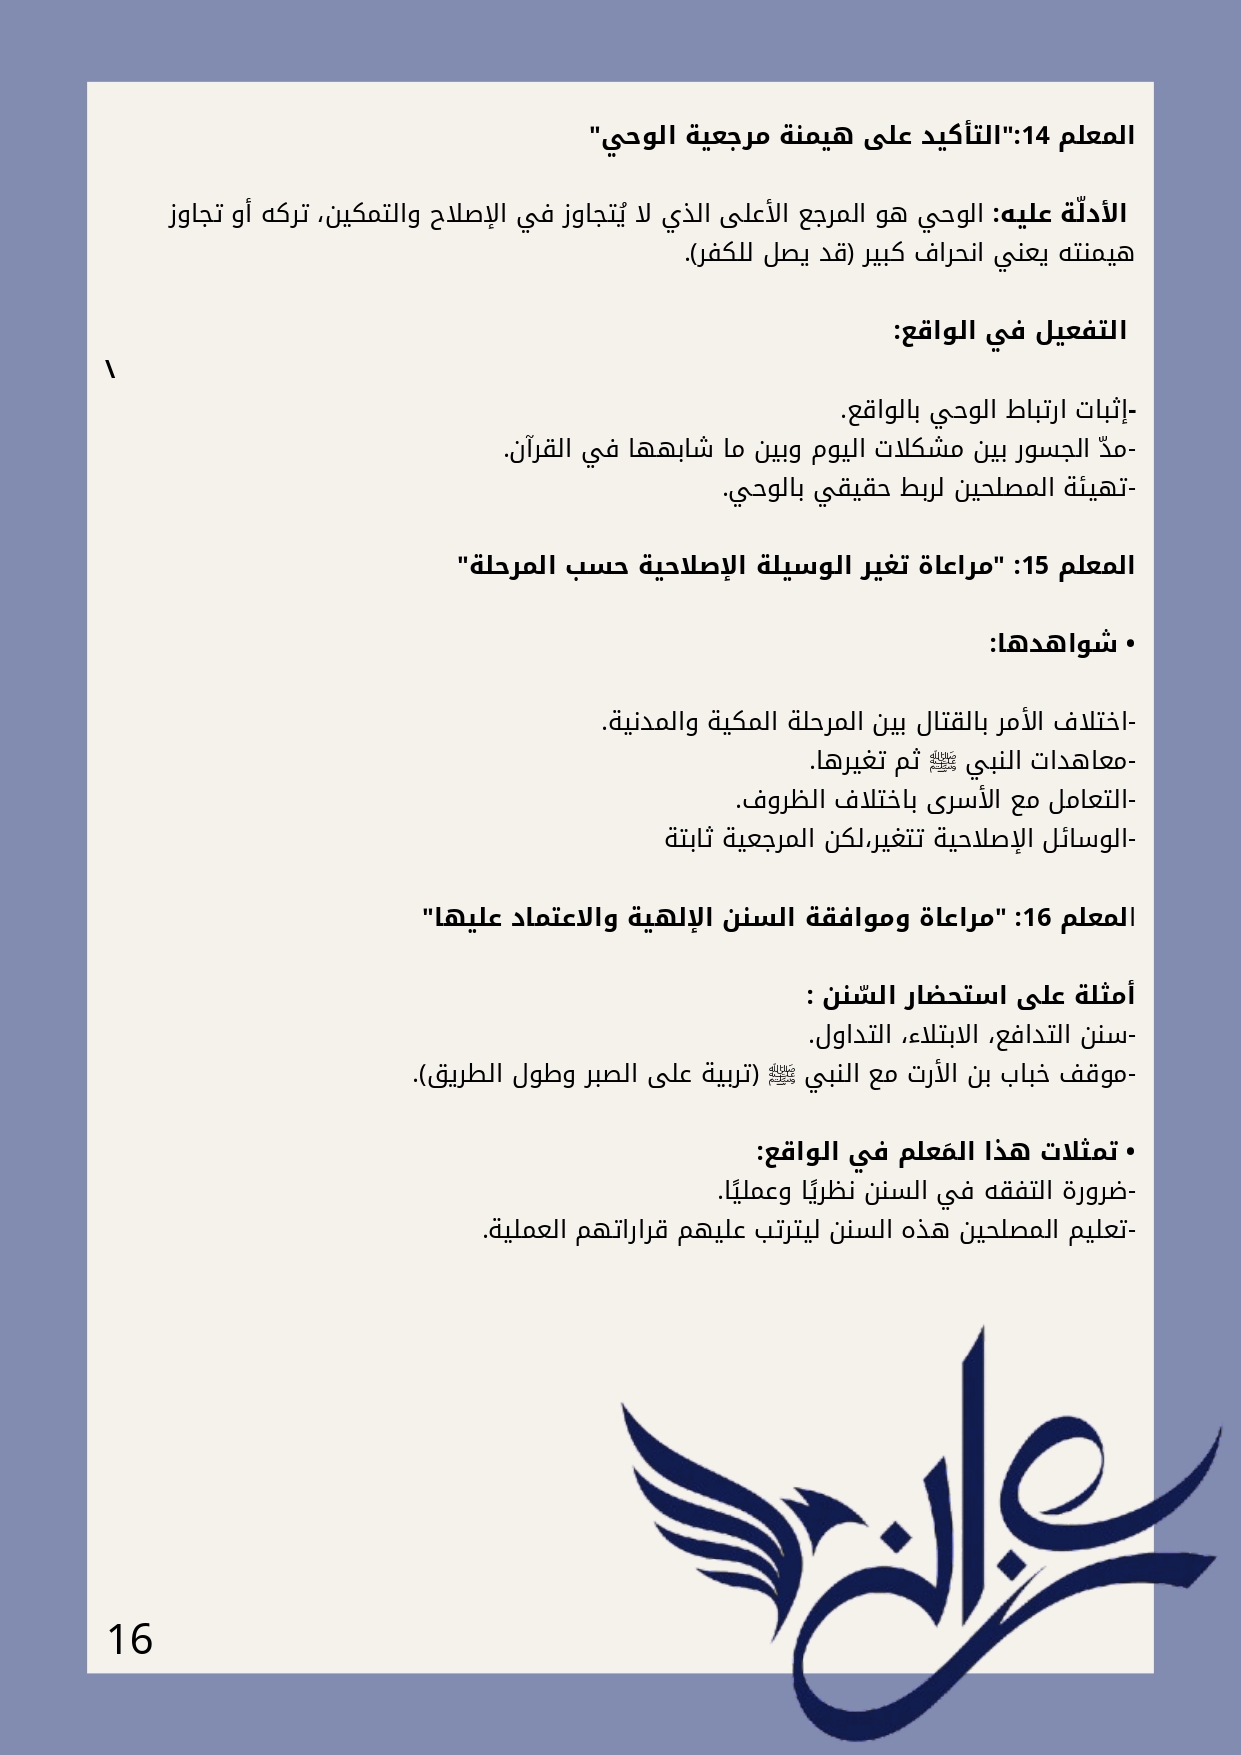 المعلم 14:"التأكيد على هيمنة مرجعية الوحي"
الأدلّة عليه: الوحي هو المرجع الأعلى الذي لا يُتجاوز في الإصلاح والتمكين، تركه أو تجاوز
هيمنته يعني انحراف كبير (قد يصل للكفر).
التفعيل في الواقع:
\
-إثبات ارتباط الوحي بالواقع.
-مدّ الجسور بين مشكلات اليوم وبين ما شابهها في القرآن.
-تهيئة المصلحين لربط حقيقي بالوحي.
المعلم 15: "مراعاة تغير الوسيلة الإصلاحية حسب المرحلة"
• شواهدها:
-اختلاف الأمر بالقتال بين المرحلة المكية والمدنية.
-معاهدات النبي ﷺ ثم تغيرها.
-التعامل مع الأسرى باختلاف الظروف.
-الوسائل الإصلاحية تتغير،لكن المرجعية ثابتة
المعلم 16: "مراعاة وموافقة السنن الإلهية والاعتماد عليها"
أمثلة على استحضار السّنن :
-سنن التدافع، الابتلاء، التداول.
-موقف خباب بن الأرت مع النبي ﷺ (تربية على الصبر وطول الطريق).
• تمثلات هذا المَعلم في الواقع:
-ضرورة التفقه في السنن نظريًا وعمليًا.
-تعليم المصلحين هذه السنن ليترتب عليهم قراراتهم العملية.
16